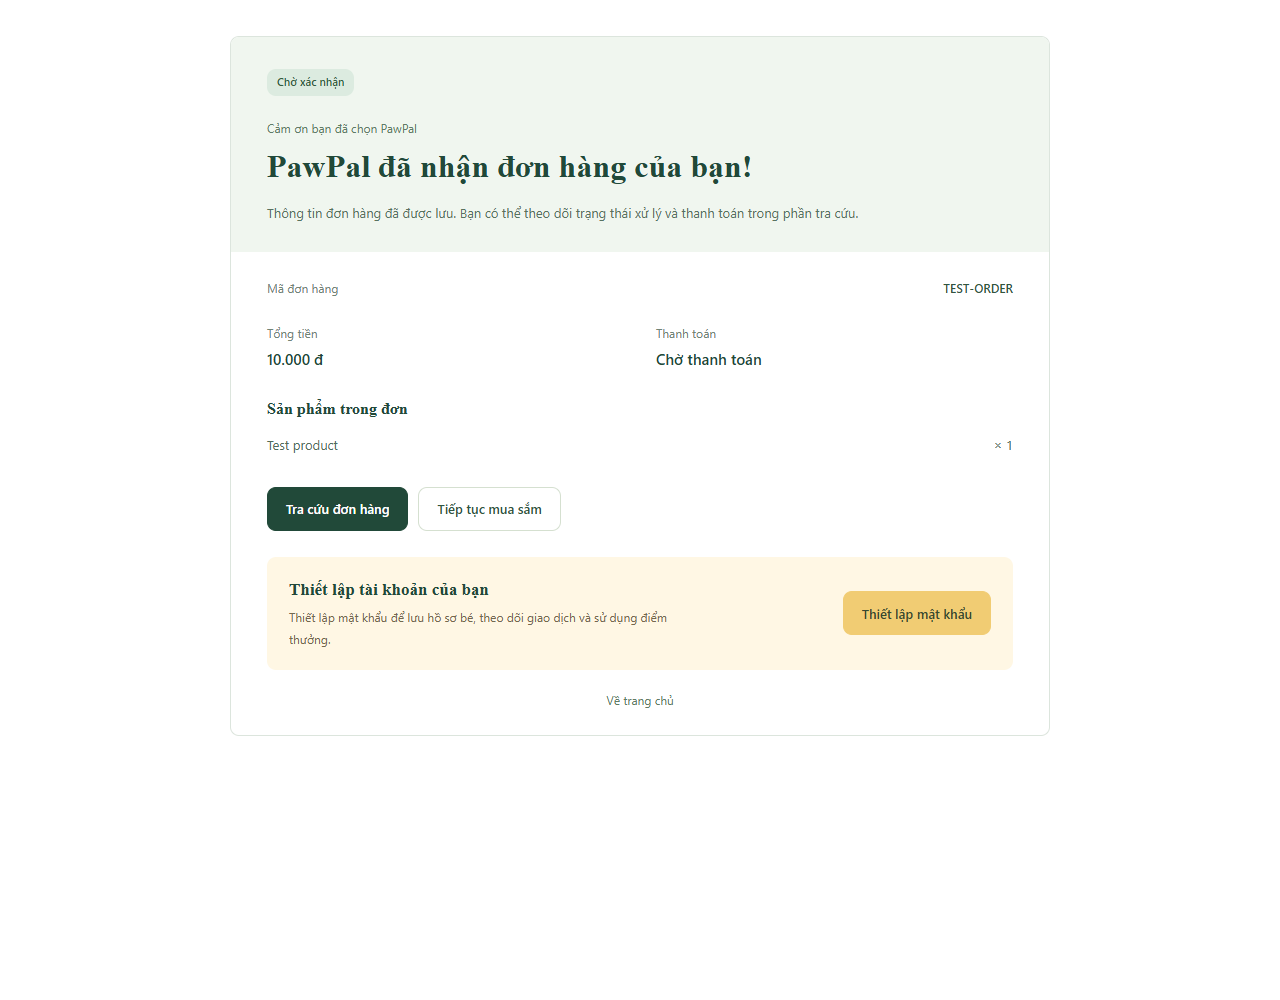 Chờ xác nhận
Cảm ơn bạn đã chọn PawPal
PawPal đã nhận đơn hàng của bạn!
Thông tin đơn hàng đã được lưu. Bạn có thể theo dõi trạng thái xử lý và thanh toán trong phần tra cứu.
Mã đơn hàng TEST-ORDER
Tổng tiền Thanh toán
10.000 đ Chờ thanh toán
Sản phẩm trong đơn
Test product × 1
Tra cứu đơn hàng Tiếp tục mua sắm
Thiết lập tài khoản của bạn
Thiết lập mật khẩu để lưu hồ sơ bé, theo dõi giao dịch và sử dụng điểm
thưởng.
Thiết lập mật khẩu
Về trang chủ